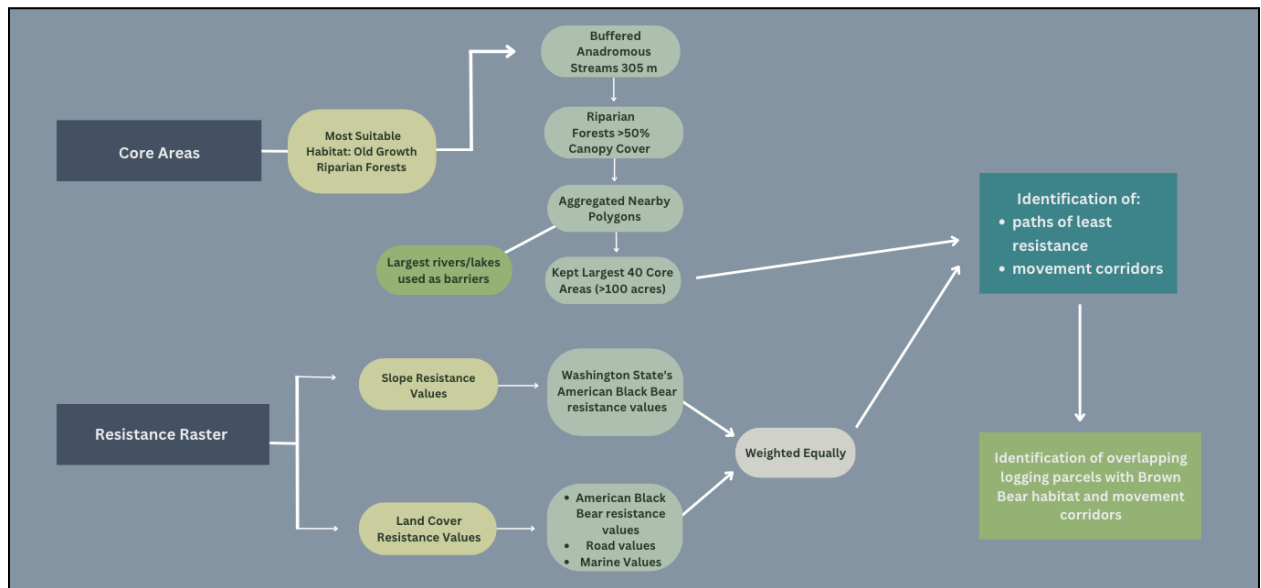 Buffered
Anadromous
Streams 305 m
Core Areas
Most Suitable
Habitat: Old Growth
Riparian Forests
Riparian
Forests >50%
Canopy Cover
Aggregated Nearby
Polygons
Largest rivers/lakes
used as barriers
Kept Largest 40 Core
Areas (>100 acres)
Identification of:
• paths of least
resistance
• movement corridors
Resistance Raster
Slope Resistance
Values
Washington State's
American Black Bear
resistance values
Land Cover
Resistance Values
• American Black
Bear resistance
values
• Road values
• Marine Values
Weighted Equally
Identification of overlapping
logging parcels with Brown
Bear habitat and movement
corridors